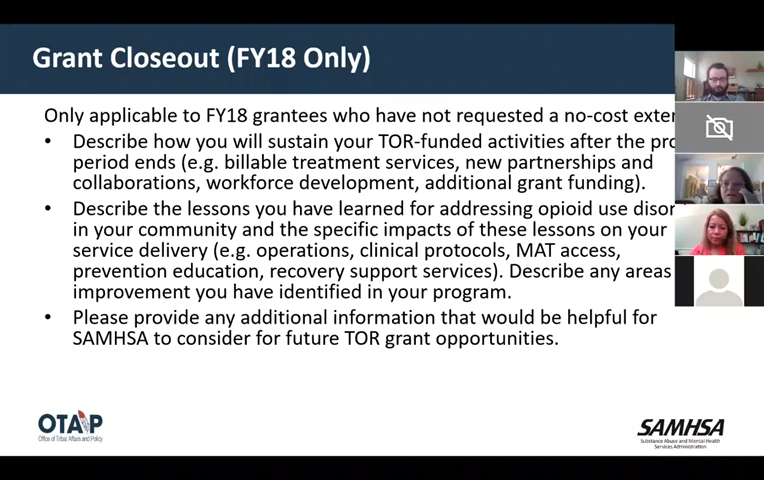 Grant Closeout (FY18 Only)
Only applicable to FY18 grantees who have not requested a no-cost exten
• Describe how you will sustain your TOR-funded activities after the pro
period ends (e.g. billable treatment services, new partnerships and
collaborations, workforce development, additional grant funding).
• Describe the lessons you have learned for addressing opioid use disor
in your community and the specific impacts of these lessons on your
service delivery (e.g. operations, clinical protocols, MAT access,
prevention education, recovery support services). Describe any areas
improvement you have identified in your program.
• Please provide any additional information that would be helpful for
SAMHSA to consider for future TOR grant opportunities.
OTAP
Office of Tribal Affairs and Policy
SAMHSA
Substance Abuse and Mental Health
Services Administration